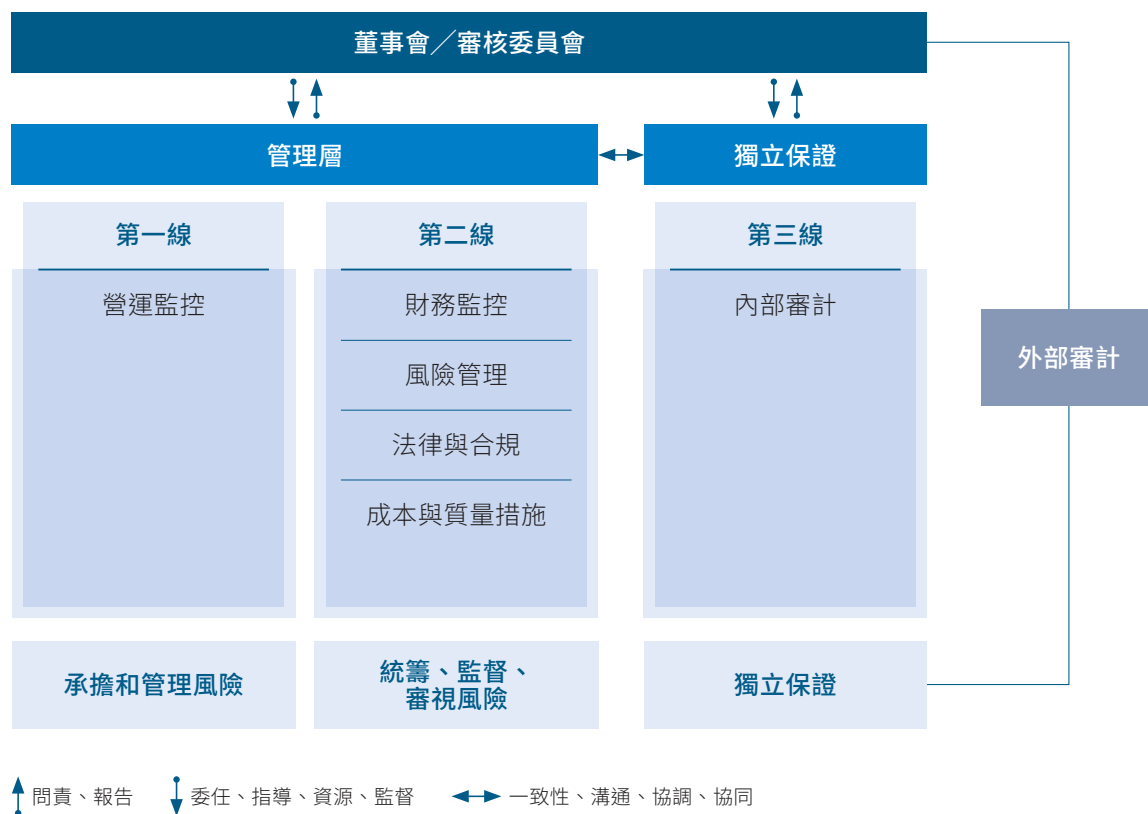 董事會／審核委員會
管理層
獨立保證
第一線
營運監控
第二線
財務監控
風險管理
法律與合規
成本與質量措施
第三線
內部審計
外部審計
承擔和管理風險
統籌、監督、
審視風險
獨立保證
問責、報告
委任、指導、資源、監督
一致性、溝通、協調、協同